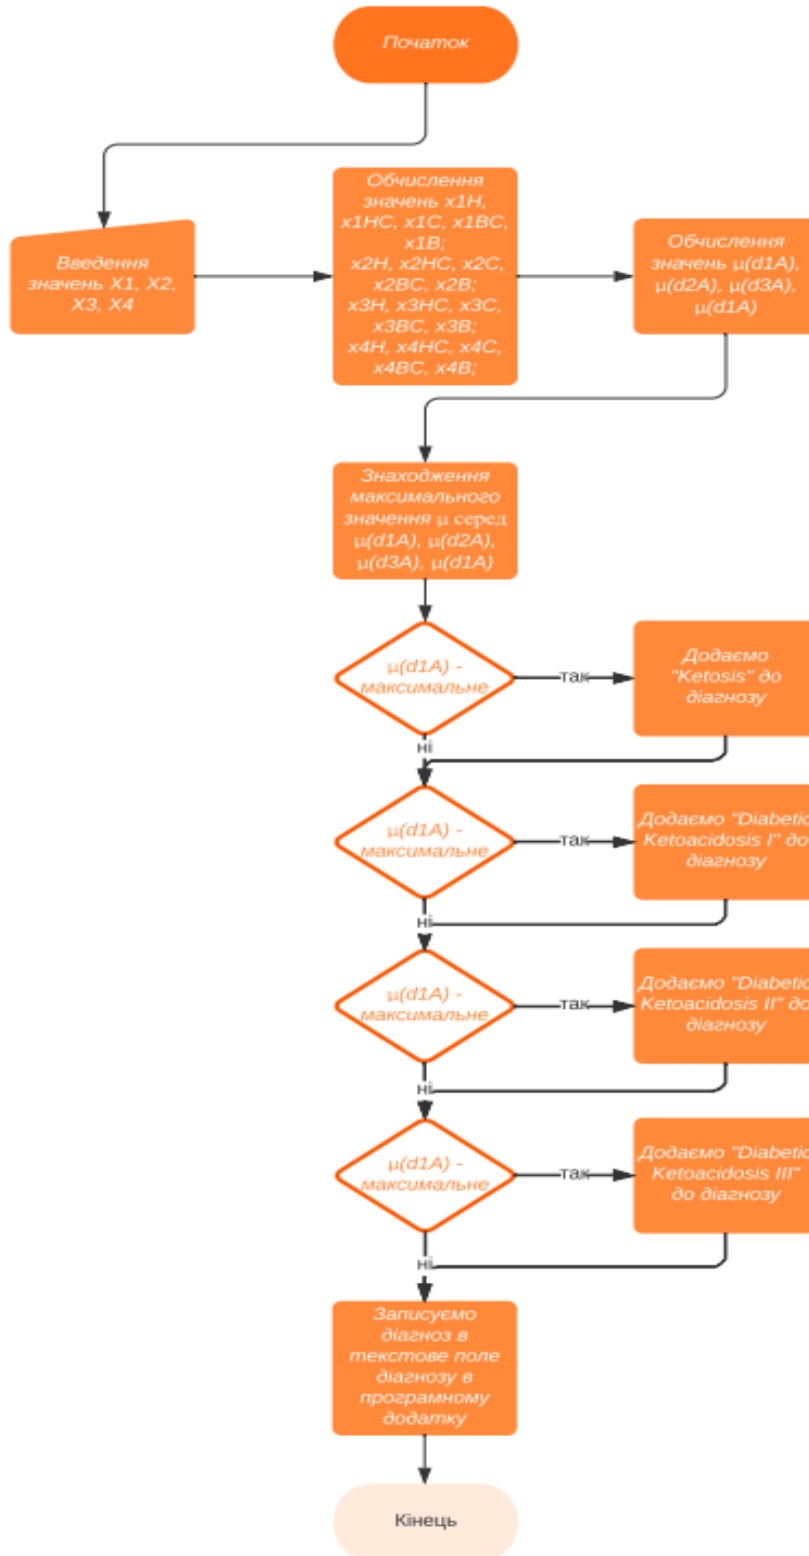 Початок
Введення
значень X1, X2,
X3, X4
Обчислення
значень x1H,
x1HC, x1C, x1BC,
x1B;
x2H, x2HC, x2C,
x2BC, x2B;
x3H, x3HC, x3C,
x3BC, x3B;
x4H, x4HC, x4C,
x4BC, x4B;
Обчислення
значень μ(d1A),
μ(d2A), μ(d3A),
μ(d1A)
Знаходження
максимального
значення μ серед
μ(d1A), μ(d2A),
μ(d3A), μ(d1A)
μ(d1A) -
максимальне
так
Додаємо
"Ketosis" до
діагнозу
ні
μ(d1A) -
максимальне
так
Додаємо "Diabetic
Ketoacidosis I" до
діагнозу
ні
μ(d1A) -
максимальне
так
Додаємо "Diabetic
Ketoacidosis II" до
діагнозу
ні
μ(d1A) -
максимальне
так
Додаємо "Diabetic
Ketoacidosis III"
до діагнозу
ні
Записуємо
діагноз в
текстове поле
діагнозу в
програмному
додатку
Кінець